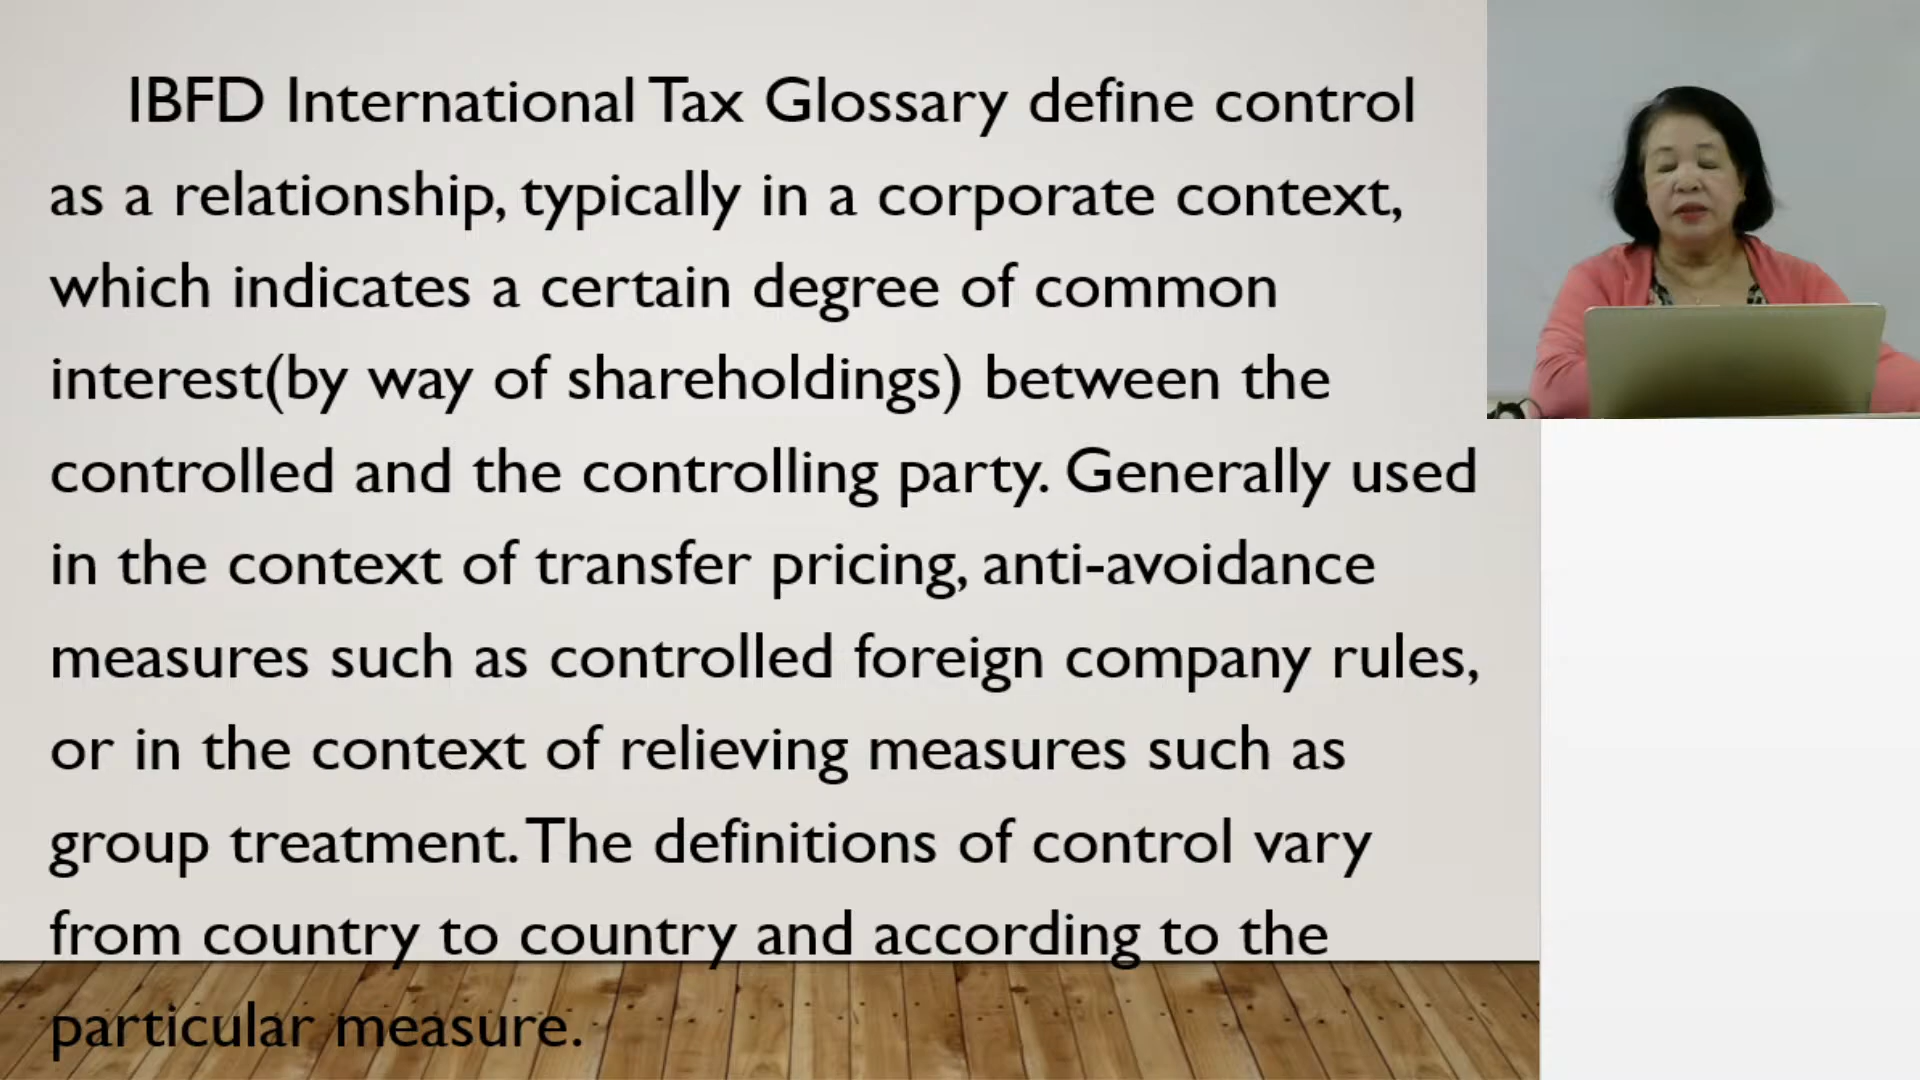 IBFD International Tax Glossary define control
as a relationship, typically in a corporate context,
which indicates a certain degree of common
interest(by way of shareholdings) between the
controlled and the controlling party. Generally used
in the context of transfer pricing, anti-avoidance
measures such as controlled foreign company rules,
or in the context of relieving measures such as
group treatment. The definitions of control vary
from country to country and according to the
particular measure.